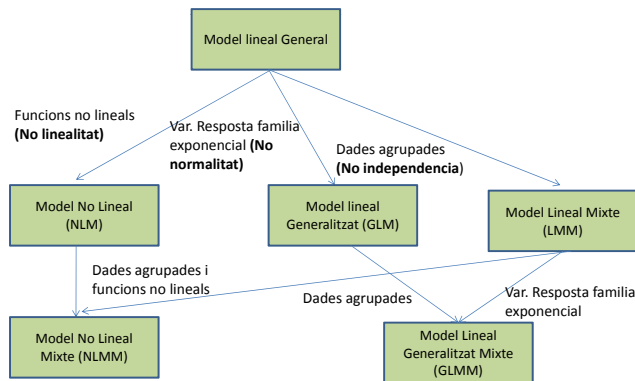 Model lineal General
Funcions no lineals
(No linealitat)
Var. Resposta familia
exponencial (No
normalitat)
Dades agrupades
(No independencia)
Model No Lineal
(NLM)
Model lineal
Generalitzat (GLM)
Model Lineal Mixte
(LMM)
Dades agrupades i
funcions no lineals
Dades agrupades
Var. Resposta familia
exponencial
Model No Lineal
Mixte (NLMM)
Model Lineal
Generalitzat Mixte
(GLMM)